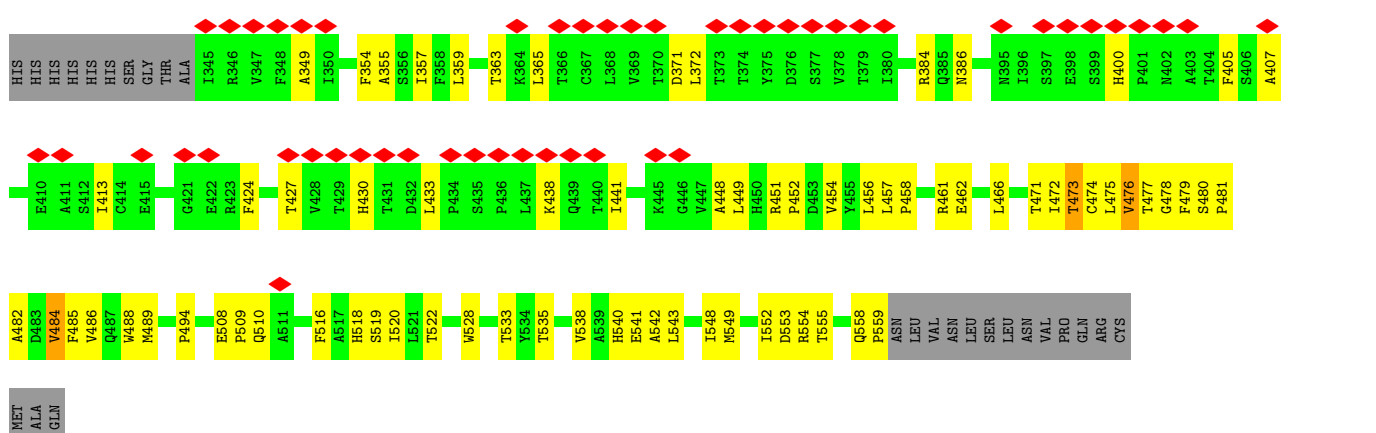 HIS HIS HIS HIS HIS HIS SER GLY THR ALA I345 R346 V347 F348 A349 I350 F354 A355 S356 I357 F358 L359 T363 K364 L365 T366 C367 L368 V369 T370 D371 L372 T373 T374 Y375 D376 S377 V378 T379 I380 R384 Q385 N386 N395 I396 S397 E398 S399 H400 P401 N402 A403 T404 F405 S406 A407
E410 A411 S412 I413 C414 E415 G421 E422 R423 F424 T427 V428 T429 H430 T431 D432 L433 P434 S435 P436 L437 K438 Q439 T440 I441 K445 G446 V447 A448 L449 H450 R451 P452 D453 V454 Y455 L456 L457 P458 R461 E462 L466 T471 I472 T473 C474 L475 V476 T477 G478 F479 S480 P481
A482 D483 V484 F485 V486 Q487 W488 M489 P494 E508 P509 Q510 A511 F516 A517 H518 S519 I520 L521 T522 W528 T533 Y534 T535 V538 A539 H540 E541 A542 L543 I548 M549 I552 D553 R554 T555 Q558 P559 ASN LEU VAL ASN LEU SER LEU ASN VAL PRO GLN ARG CYS
MET ALA GLN